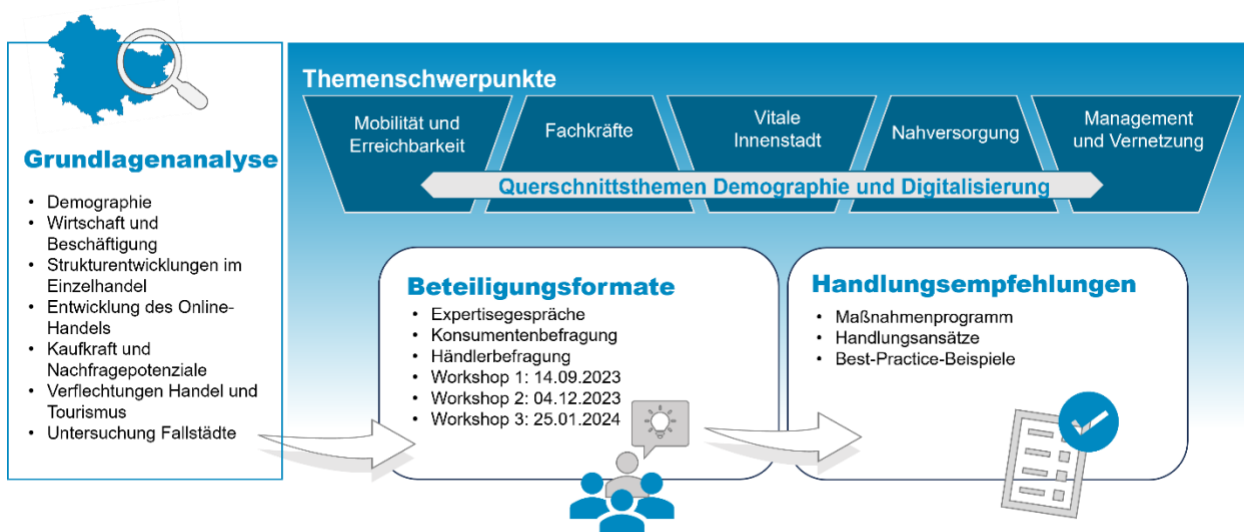 Grundlagenanalyse
• Demographie
• Wirtschaft und
Beschäftigung
• Strukturentwicklungen im
Einzelhandel
• Entwicklung des Online-
Handels
• Kaufkraft und
Nachfragepotenziale
• Verflechtungen Handel und
Tourismus
• Untersuchung Fallstädte
Themenschwerpunkte
Mobilität und
Erreichbarkeit
Fachkräfte
Vitale
Innenstadt
Nahversorgung
Management
und Vernetzung
Querschnittsthemen Demographie und Digitalisierung
Beteiligungsformate
• Expertisegespräche
• Konsumentenbefragung
• Händlerbefragung
• Workshop 1: 14.09.2023
• Workshop 2: 04.12.2023
• Workshop 3: 25.01.2024
Handlungsempfehlungen
• Maßnahmenprogramm
• Handlungsansätze
• Best-Practice-Beispiele